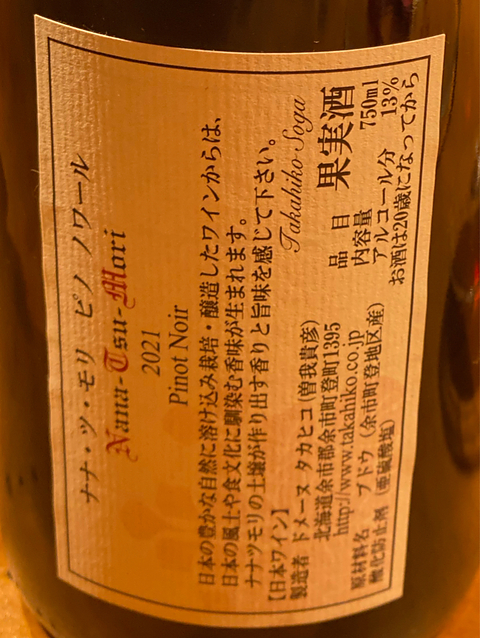 ナナ・ツ・モリ ピノ ノワール
Nana-Tsu-Mori
2021
Pinot Noir
日本の豊かな自然に溶け込み栽培・醸造したワインからは、
日本の風土や食文化に馴染む香味が生まれます。
ナナツモリの土壌が作り出す香りと旨味を感じて下さい。
Takahiko Soga
【日本ワイン】
製造者 ドメーヌ タカヒコ(曽我貴彦)
北海道余市郡余市町登町1395
http://www.takahiko.co.jp
原材料名 ブドウ（余市町登地区産）
酸化防止剤（亜硫酸塩）
品目 果実酒
内容量 750ml
アルコール分 13%
お酒は20歳になってから